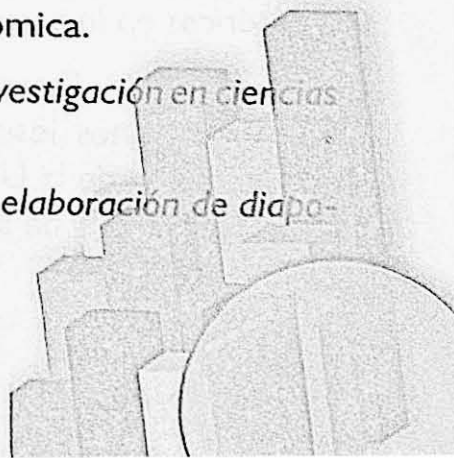 ómica.
vestigación en ciencias
elaboración de diapo-